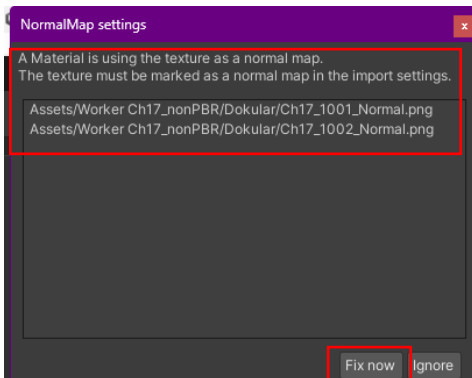 NormalMap settings
x
A Material is using the texture as a normal map.
The texture must be marked as a normal map in the import settings.
Assets/Worker Ch17_nonPBR/Dokular/Ch17_1001_Normal.png
Assets/Worker Ch17_nonPBR/Dokular/Ch17_1002_Normal.png
Fix now Ignore